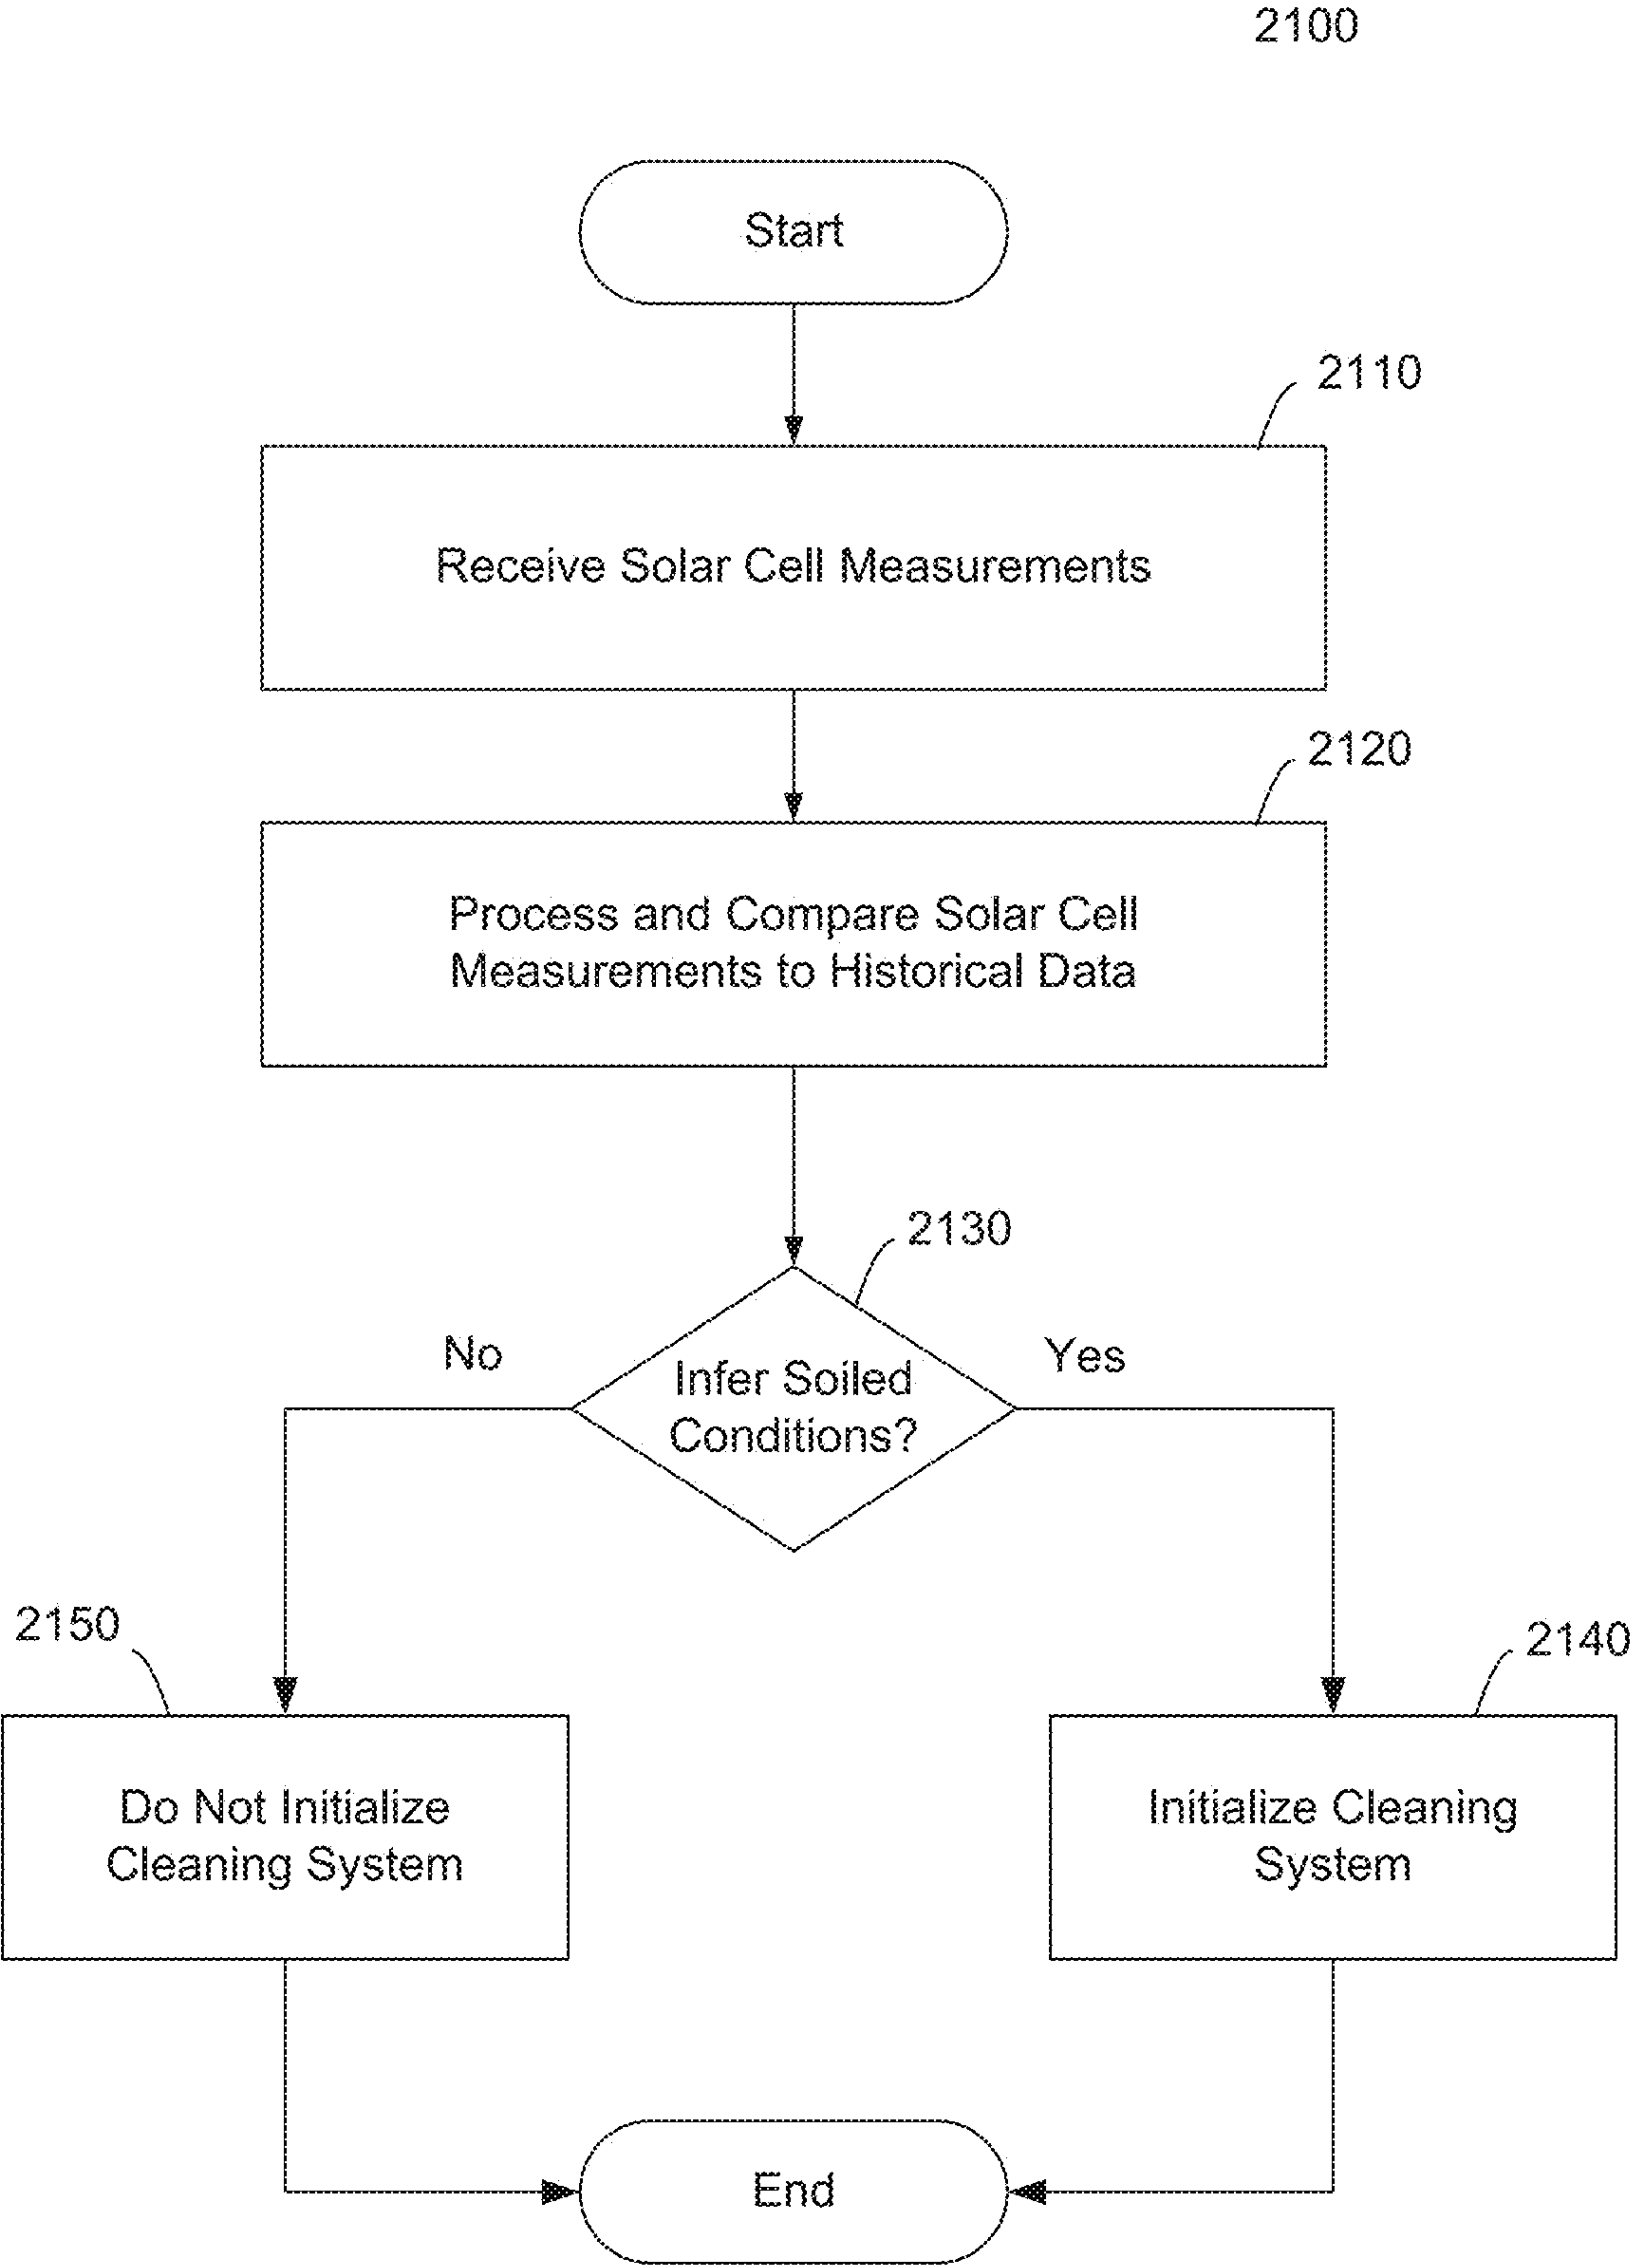 2100
Start
2110
Receive Solar Cell Measurements
2120
Process and Compare Solar Cell
Measurements to Historical Data
2130
No
Yes
Infer Soiled
Conditions?
2150
2140
Do Not Initialize
Cleaning System
Initialize Cleaning
System
End